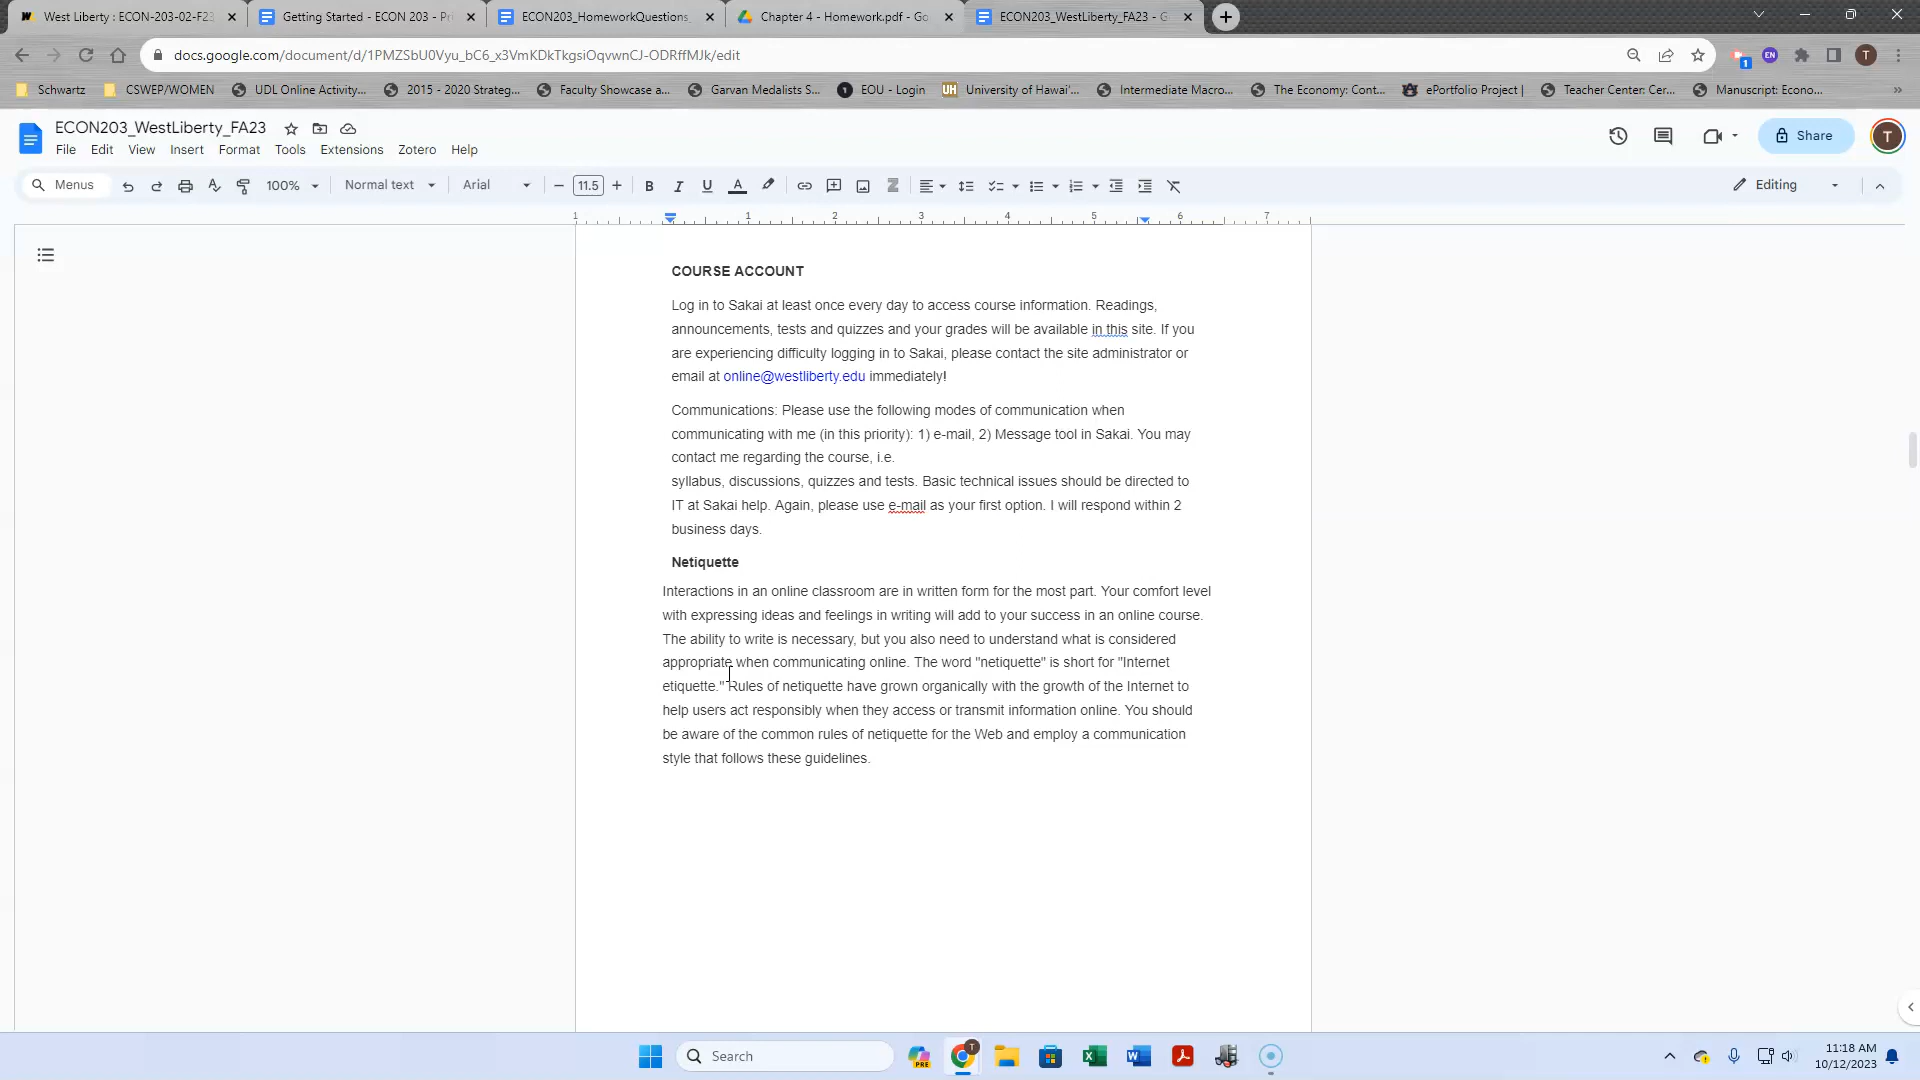 West Liberty : ECON-203-02-F23
Getting Started - ECON 203 - Pri
ECON203_HomeworkQuestions_
Chapter 4 - Homework.pdf - Go
ECON203_WestLiberty_FA23 - G
docs.google.com/document/d/1PMZSbU0Vyu_bC6_x3VmKDkTkgsiOqvwnCJ-ODRffMJk/edit
1
EN
T
Schwartz
CSWEP/WOMEN
UDL Online Activity...
2015 - 2020 Strateg...
Faculty Showcase a...
Garvan Medalists S...
EOU - Login
UH
University of Hawai'...
Intermediate Macro...
The Economy: Cont...
ePortfolio Project |
Teacher Center: Cer...
Manuscript: Econo...
»
ECON203_WestLiberty_FA23
File Edit View Insert Format Tools Extensions Zotero Help
Share
T
Menus
100%
Normal text
Arial
11.5
B I U A
Z
Editing
1 1 2 3 4 5 6 7
COURSE ACCOUNT
Log in to Sakai at least once every day to access course information. Readings,
announcements, tests and quizzes and your grades will be available in this site. If you
are experiencing difficulty logging in to Sakai, please contact the site administrator or
email at online@westliberty.edu immediately!
Communications: Please use the following modes of communication when
communicating with me (in this priority): 1) e-mail, 2) Message tool in Sakai. You may
contact me regarding the course, i.e.
syllabus, discussions, quizzes and tests. Basic technical issues should be directed to
IT at Sakai help. Again, please use e-mail as your first option. I will respond within 2
business days.
Netiquette
Interactions in an online classroom are in written form for the most part. Your comfort level
with expressing ideas and feelings in writing will add to your success in an online course.
The ability to write is necessary, but you also need to understand what is considered
appropriate when communicating online. The word "netiquette" is short for "Internet
etiquette." Rules of netiquette have grown organically with the growth of the Internet to
help users act responsibly when they access or transmit information online. You should
be aware of the common rules of netiquette for the Web and employ a communication
style that follows these guidelines.
Search
PRE
T
11:18 AM
10/12/2023